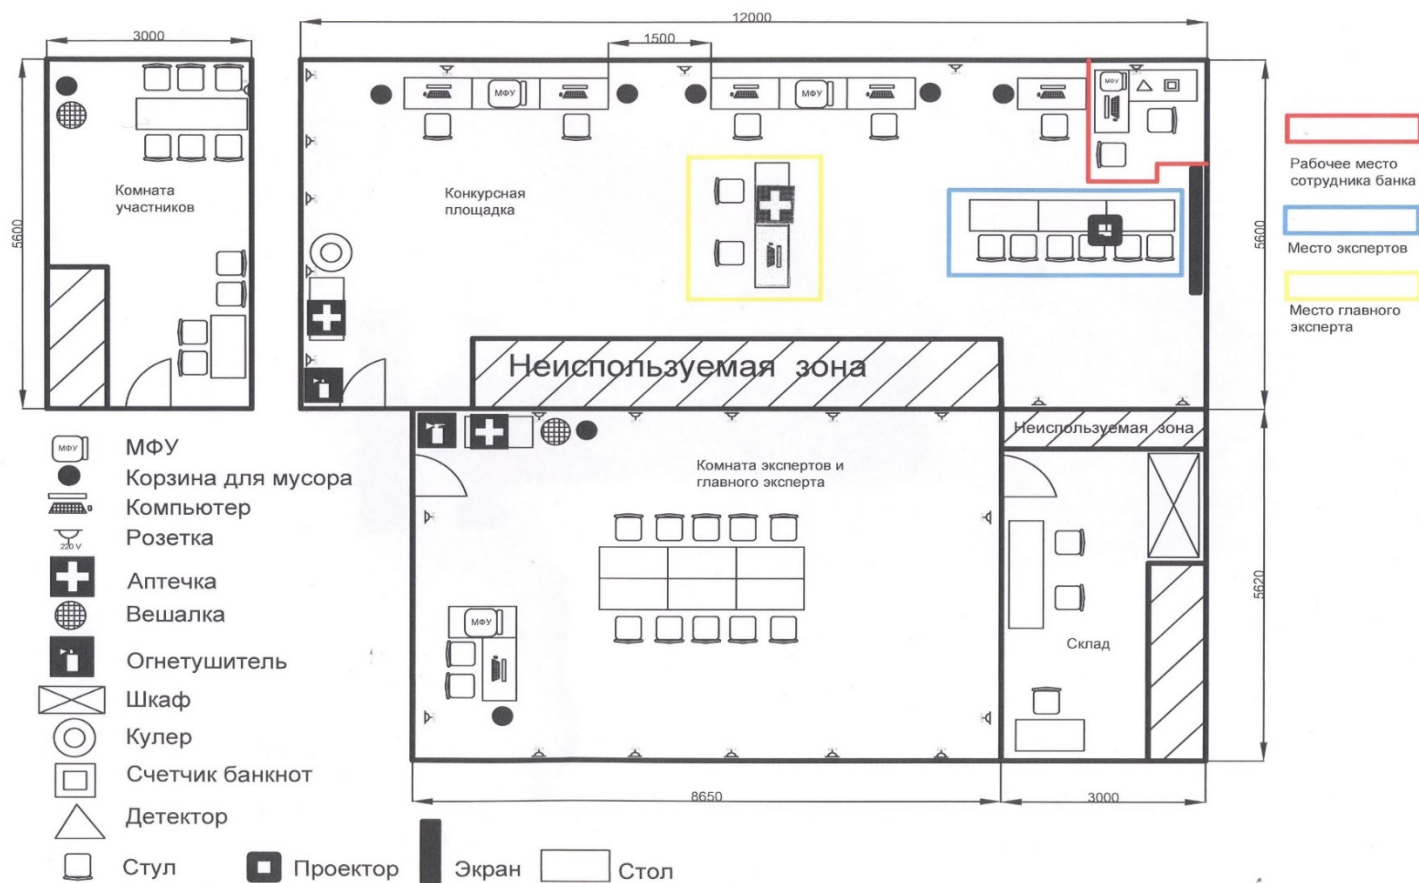 12000
3000
1500
МФУ
МФУ
МФУ
Рабочее место
сотрудника банка
Комната
участников
Конкурсная
площадка
5600
5600
Место экспертов
Место главного
эксперта
Неиспользуемая зона
Неиспользуемая зона
МФУ
МФУ
Корзина для мусора
Компьютер
Розетка
220 V
Аптечка
Вешалка
Огнетушитель
Шкаф
Кулер
Счетчик банкнот
Детектор
Стул
Проектор
Экран
Стол
Комната экспертов и
главного эксперта
МФУ
Склад
5620
8650
3000